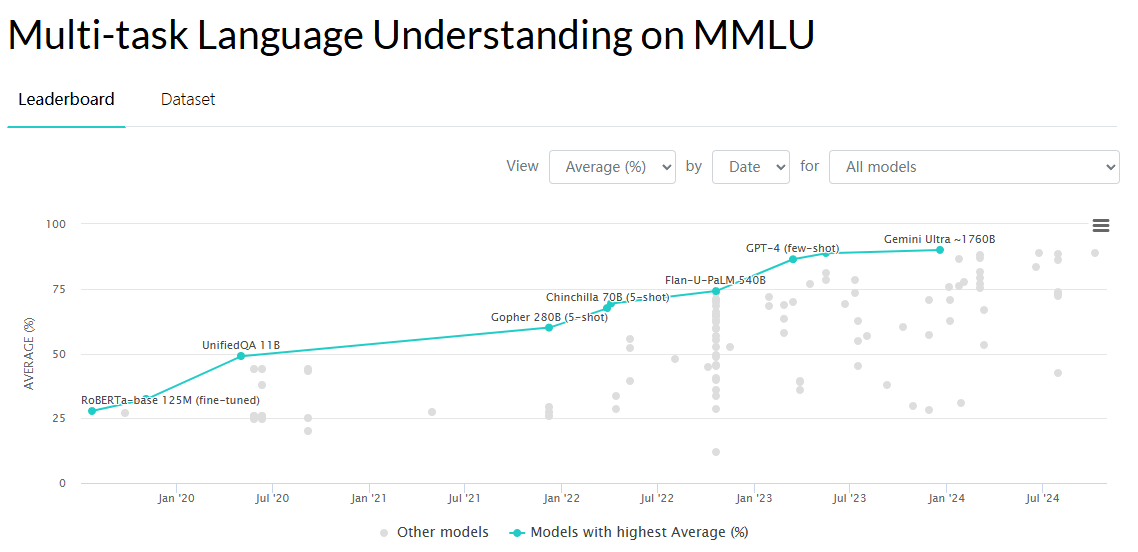 Multi-task Language Understanding on MMLU
Leaderboard Dataset
View Average (%) by Date for All models
100
75
50
25
0
AVERAGE (%)
RoBERTa-base 125M (fine-tuned)
UnifiedQA 11B
Gopher 280B (5-shot)
Chinchilla 70B (5-shot)
Flan-U-PaLM 540B
GPT-4 (few-shot)
Gemini Ultra ~1760B
Jan '20 Jul '20 Jan '21 Jul '21 Jan '22 Jul '22 Jan '23 Jul '23 Jan '24 Jul '24
Other models Models with highest Average (%)